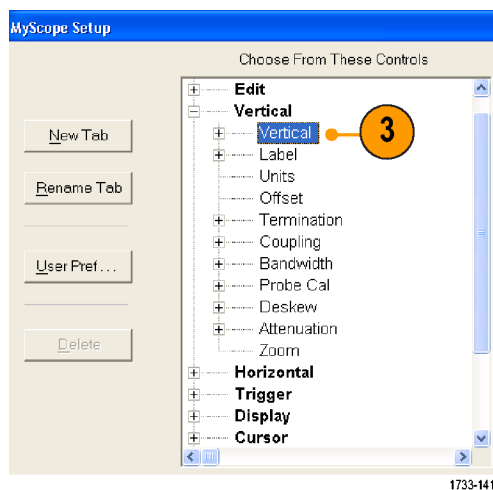 MyScope Setup
Choose From These Controls
New Tab
Rename Tab
User Pref...
Delete
Edit
Vertical
Vertical
3
Label
Units
Offset
Termination
Coupling
Bandwidth
Probe Cal
Deskew
Attenuation
Zoom
Horizontal
Trigger
Display
Cursor
1733-141